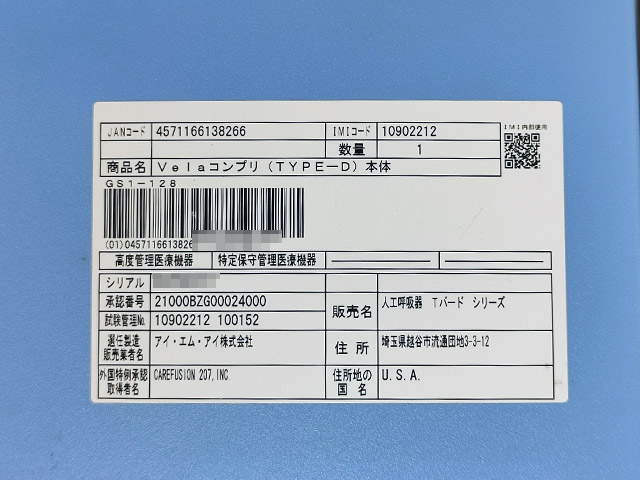 JANコード 4571166138266 IMIコード 10902212
IMI内部使用
数量 1
商品名 Velaコンプリ(TYPE-D)本体
GS1-128
(01)0457116613826
高度管理医療機器 特定保守管理医療機器
シリアル
承認番号 21000BZG00024000
販売名 人工呼吸器 Tバード シリーズ
試験管理No. 10902212 100152
選任製造販売業者名 アイ・エム・アイ株式会社 住所 埼玉県越谷市流通団地3-3-12
外国特例承認取得者名 CAREFUSION 207,INC. 住所地の国名 U.S.A.